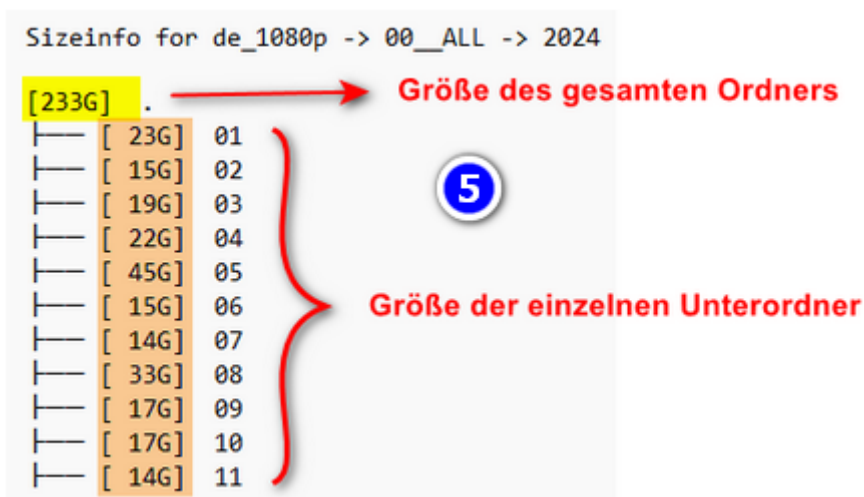 Sizeinfo for de_1080p -> 00__ALL -> 2024
[233G] . Größe des gesamten Ordners
├── [ 23G] 01
├── [ 15G] 02
├── [ 19G] 03
5
├── [ 22G] 04
├── [ 45G] 05
├── [ 15G] 06
Größe der einzelnen Unterordner
├── [ 14G] 07
├── [ 33G] 08
├── [ 17G] 09
├── [ 17G] 10
├── [ 14G] 11